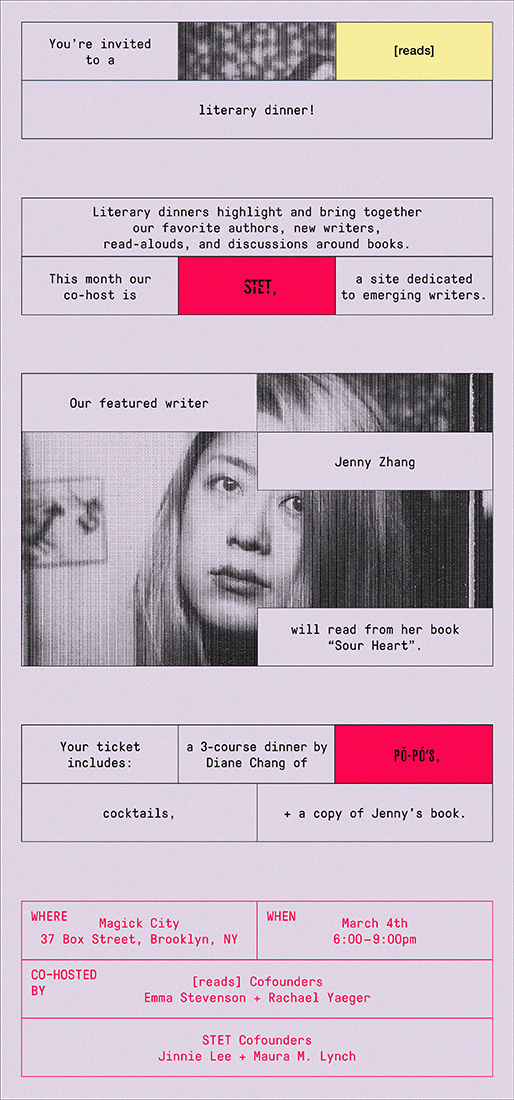 You're invited
to a
[reads]
literary dinner!
Literary dinners highlight and bring together
our favorite authors, new writers,
read-alouds, and discussions around books.
This month our
co-host is
STET,
a site dedicated
to emerging writers.
Our featured writer
Jenny Zhang
will read from her book
“Sour Heart”.
Your ticket
includes:
a 3-course dinner by
Diane Chang of
PŎ-PÓ'S,
cocktails,
+ a copy of Jenny's book.
WHERE
Magick City
37 Box Street, Brooklyn, NY
WHEN
March 4th
6:00–9:00pm
CO-HOSTED
BY
[reads] Cofounders
Emma Stevenson + Rachael Yaeger
STET Cofounders
Jinnie Lee + Maura M. Lynch